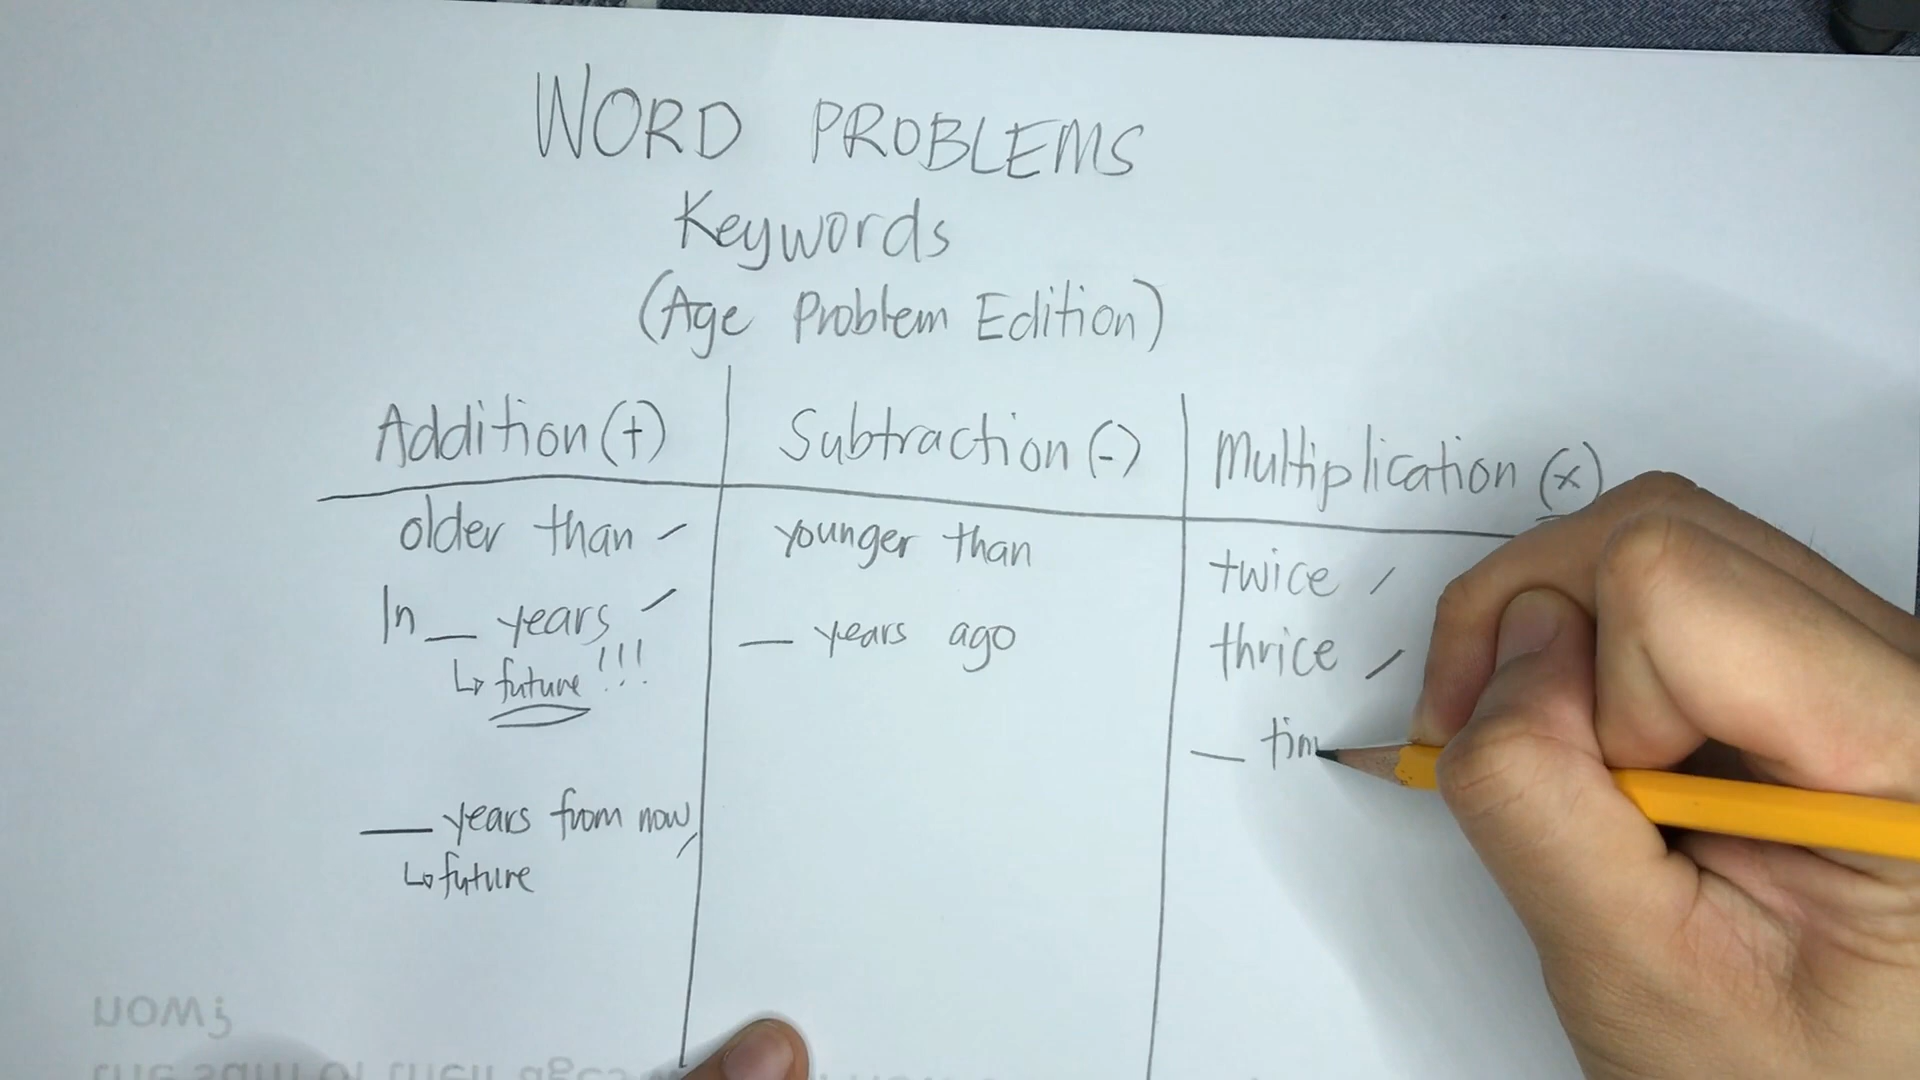 WORD PROBLEMS
Keywords
(Age Problem Edition)
Addition (+)
older than
In __ years
↳ future !!!
___ years from now
↳ future
Subtraction (-)
younger than
__ years ago
Multiplication (x)
twice
thrice
__ tim